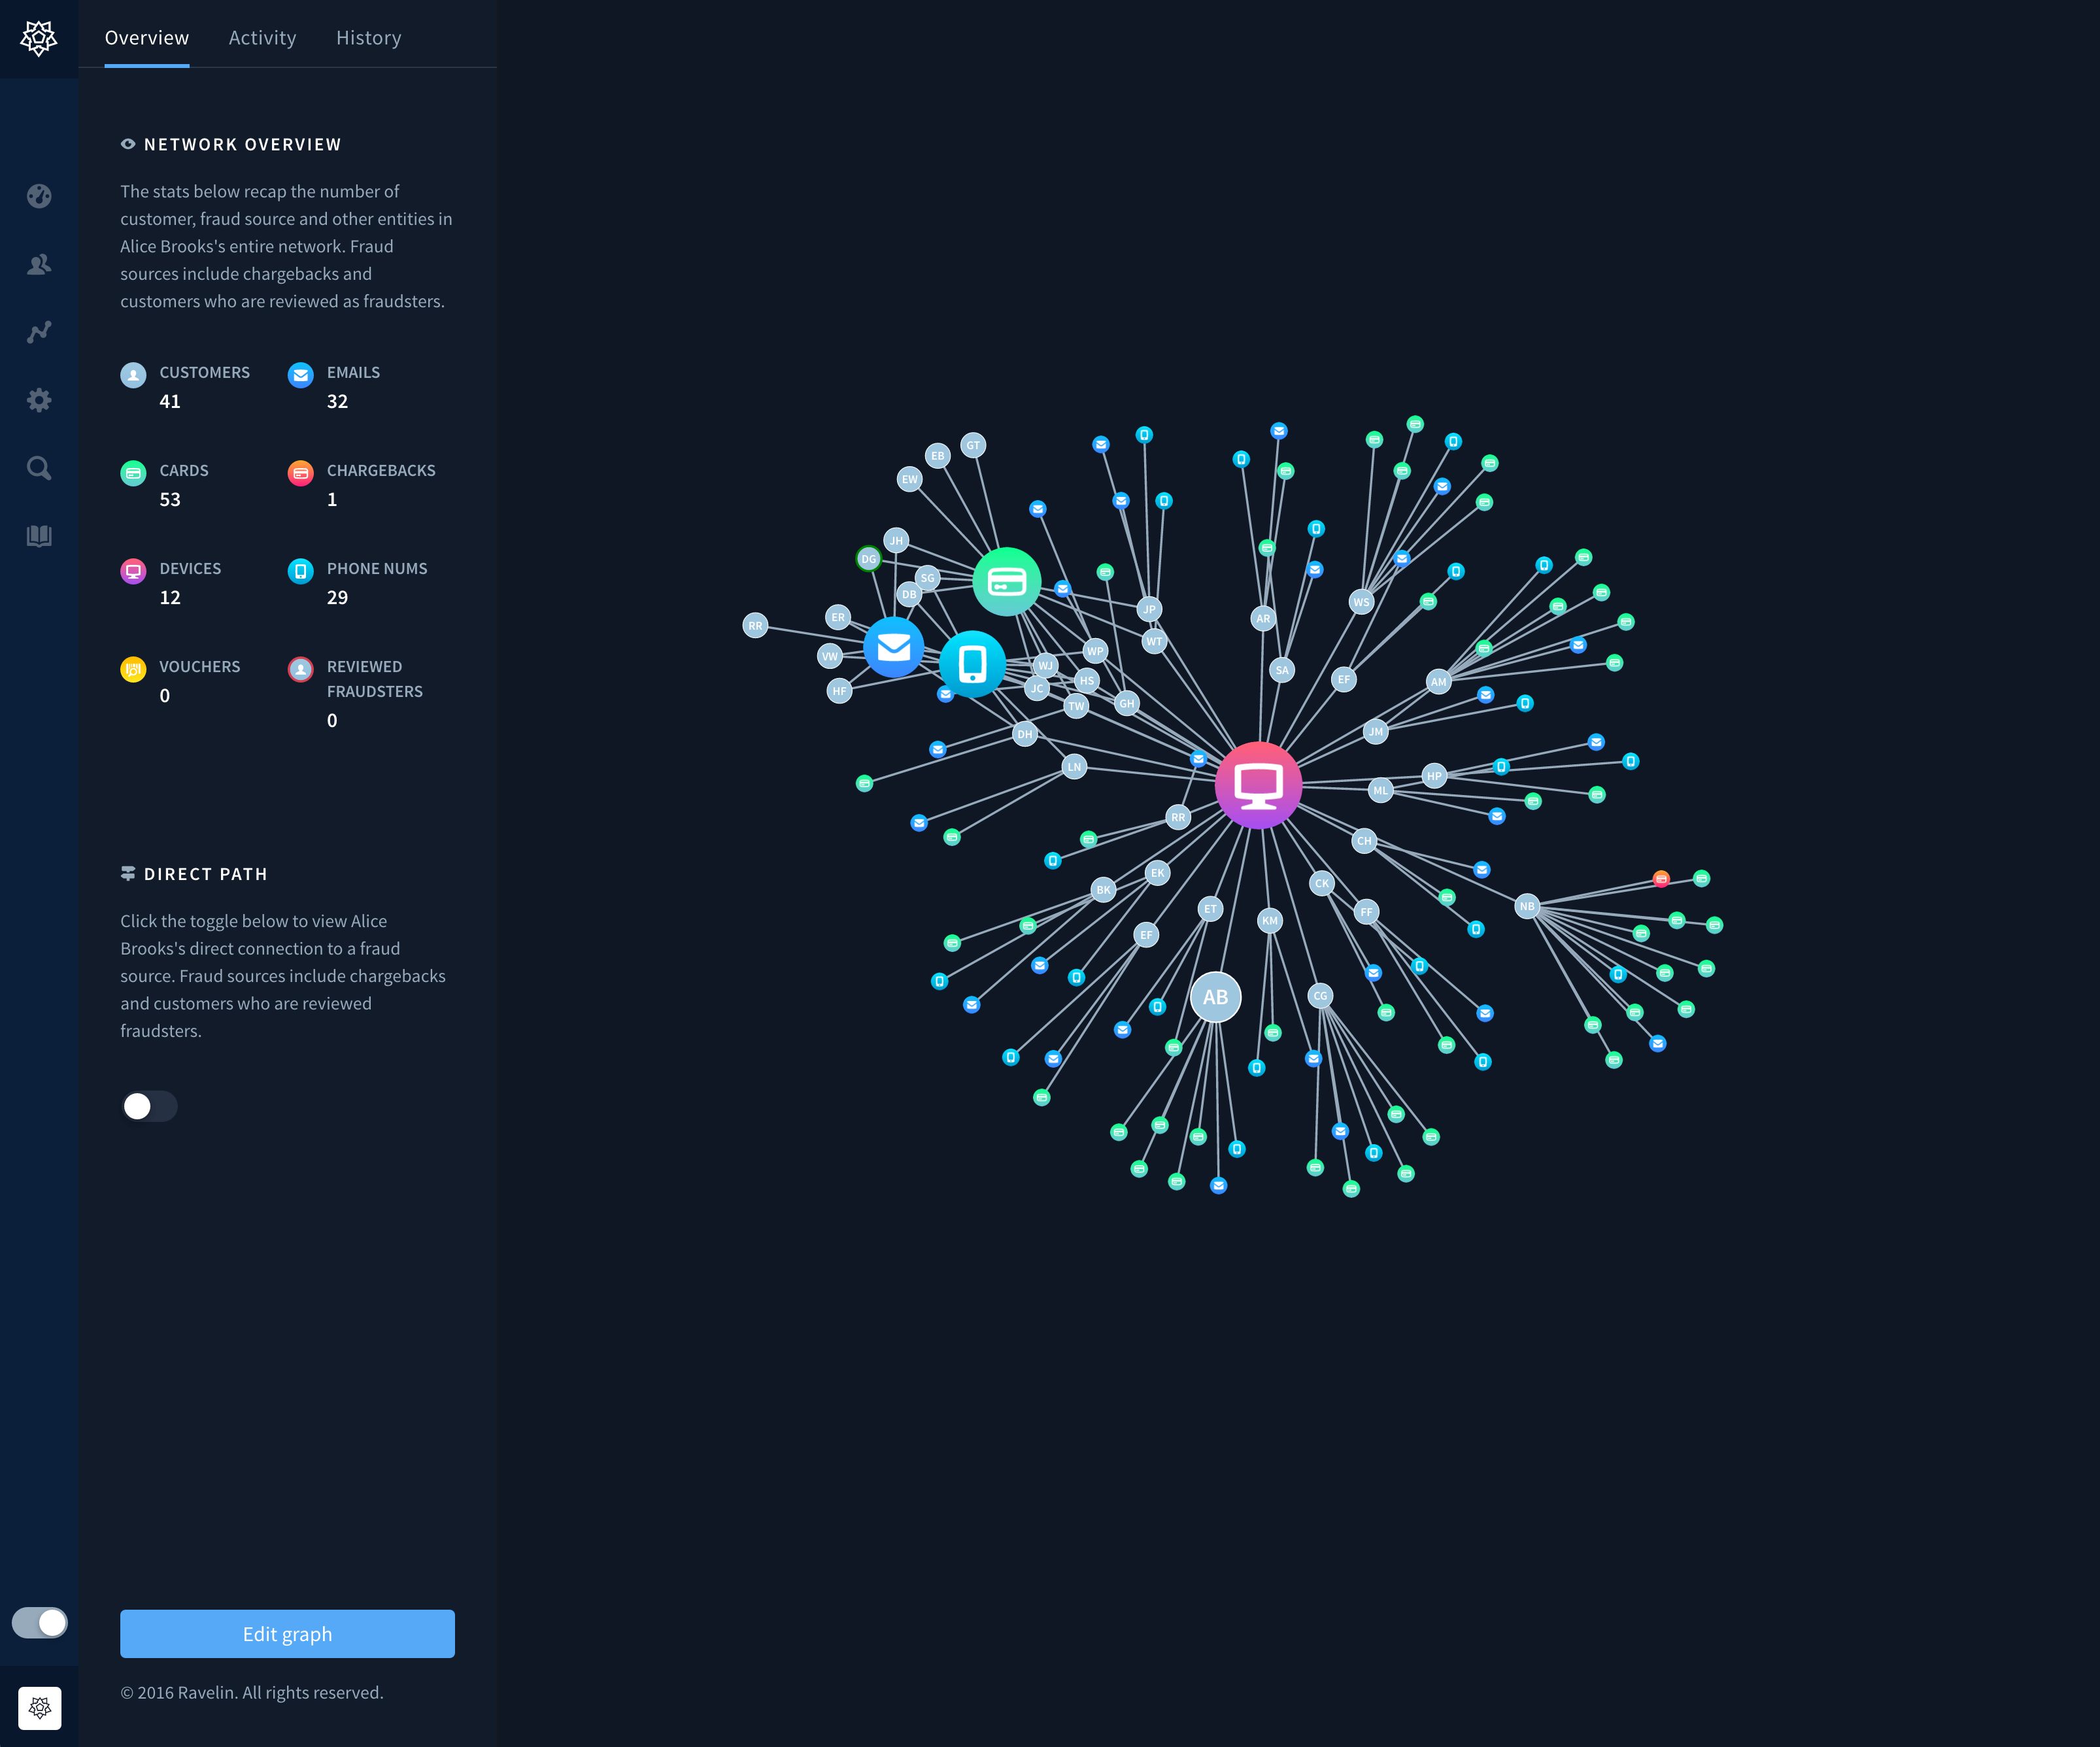 Overview Activity History
NETWORK OVERVIEW
The stats below recap the number of
customer, fraud source and other entities in
Alice Brooks's entire network. Fraud
sources include chargebacks and
customers who are reviewed as fraudsters.
CUSTOMERS
41
EMAILS
32
CARDS
53
CHARGEBACKS
1
DEVICES
12
PHONE NUMS
29
VOUCHERS
0
REVIEWED
FRAUDSTERS
0
DIRECT PATH
Click the toggle below to view Alice
Brooks's direct connection to a fraud
source. Fraud sources include chargebacks
and customers who are reviewed
fraudsters.
Edit graph
© 2016 Ravelin. All rights reserved.
GT
EB
EW
JH
DG
SG
DB
ER
RR
VW
HF
JP
WT
WP
WJ
HS
JC
TW
GH
DH
LN
AR
SA
WS
EF
AM
JM
HP
ML
RR
CH
EK
BK
CK
ET
FF
KM
EF
NB
AB
CG